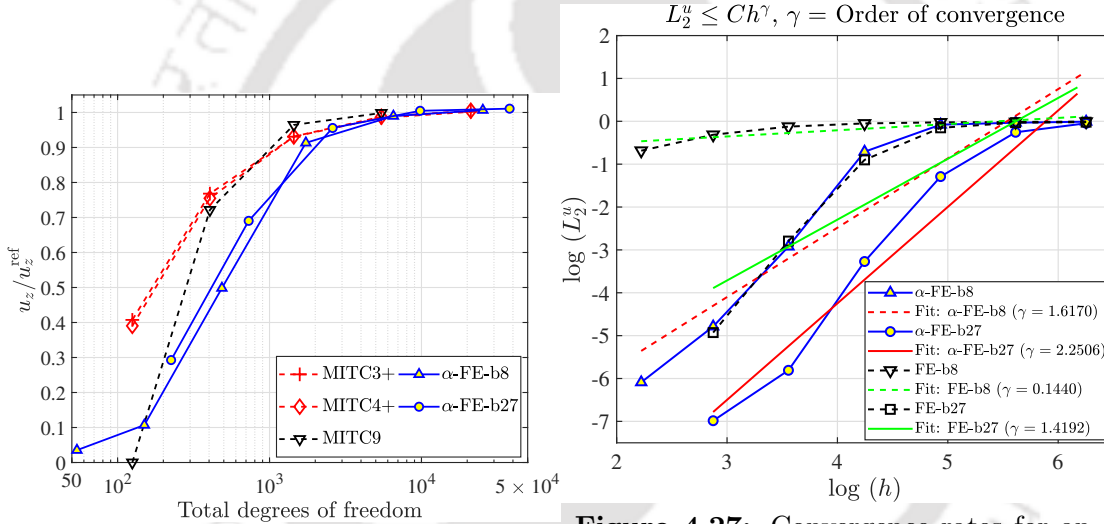 u_z/u_z^ref
1
0.9
0.8
0.7
0.6
0.5
0.4
0.3
0.2
0.1
0
50 10^2 10^3 10^4 5 × 10^4
Total degrees of freedom
MITC3+ α-FE-b8
MITC4+ α-FE-b27
MITC9
L_2^u ≤ Ch^γ, γ = Order of convergence
log (L_2^u)
2
1
0
-1
-2
-3
-4
-5
-6
-7
2 3 4 5 6
log (h)
α-FE-b8
Fit: α-FE-b8 (γ = 1.6170)
α-FE-b27
Fit: α-FE-b27 (γ = 2.2506)
FE-b8
Fit: FE-b8 (γ = 0.1440)
FE-b27
Fit: FE-b27 (γ = 1.4192)
Figure 4.27: Convergence rates for an